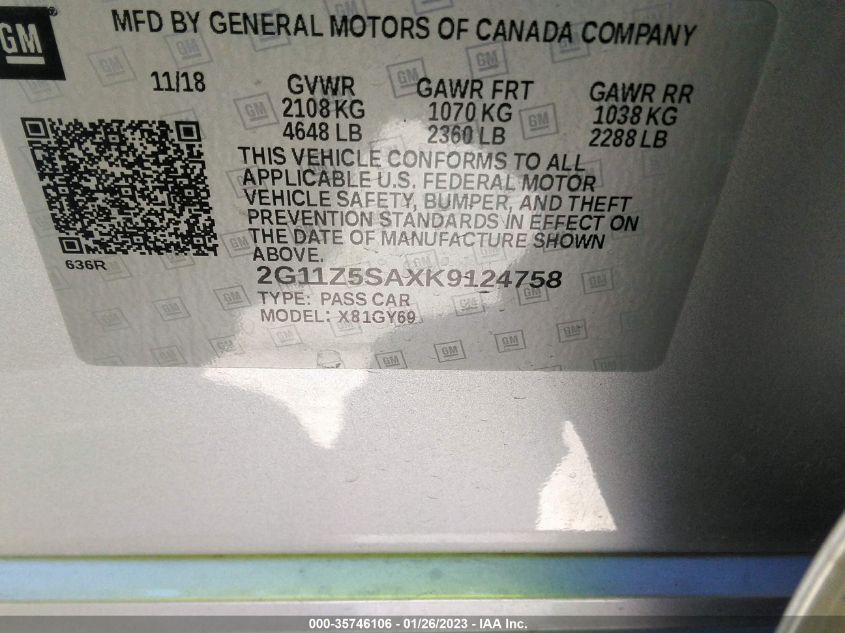 GM
MFD BY GENERAL MOTORS OF CANADA COMPANY
11/18 GVWR GAWR FRT GAWR RR
2108 KG 1070 KG 1038 KG
4648 LB 2360 LB 2288 LB
THIS VEHICLE CONFORMS TO ALL
APPLICABLE U.S. FEDERAL MOTOR
VEHICLE SAFETY, BUMPER, AND THEFT
PREVENTION STANDARDS IN EFFECT ON
THE DATE OF MANUFACTURE SHOWN
ABOVE.
636R
2G11Z5SAXK9124758
TYPE: PASS CAR
MODEL: X81GY69
000-35746106 - 01/26/2023 - IAA Inc.